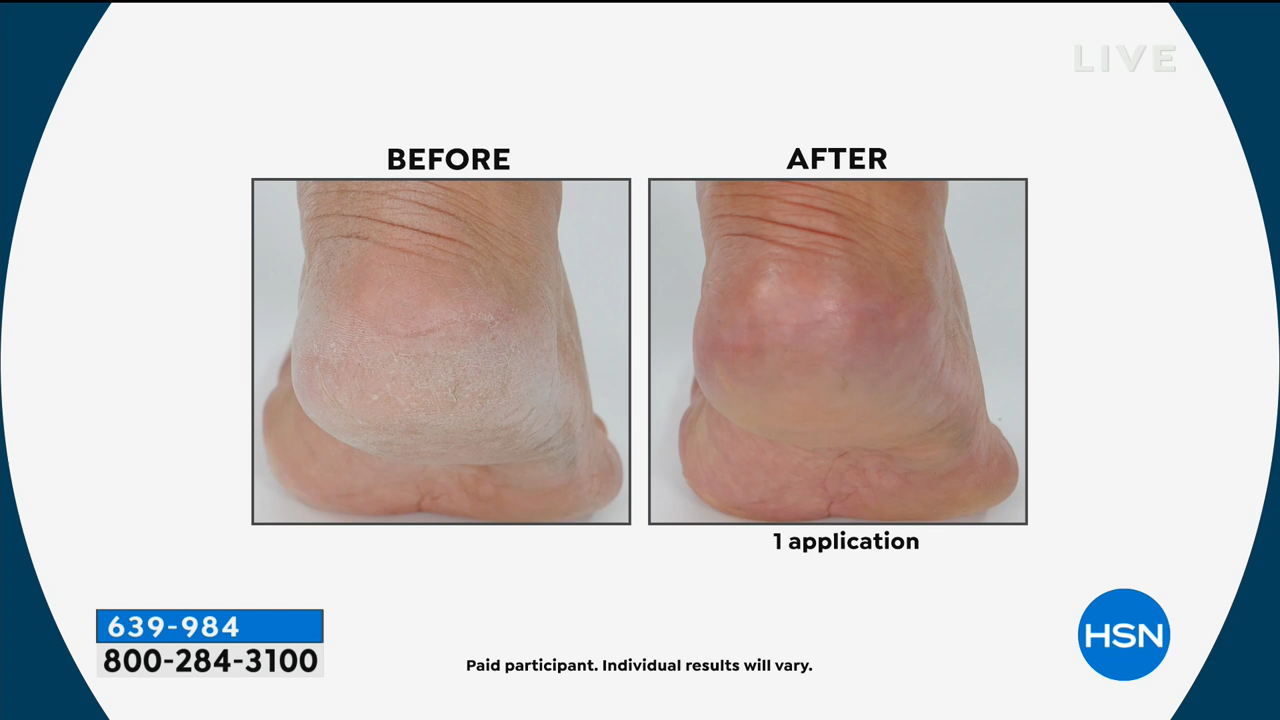 LIVE
BEFORE
AFTER
1 application
639-984
800-284-3100
Paid participant. Individual results will vary.
HSN